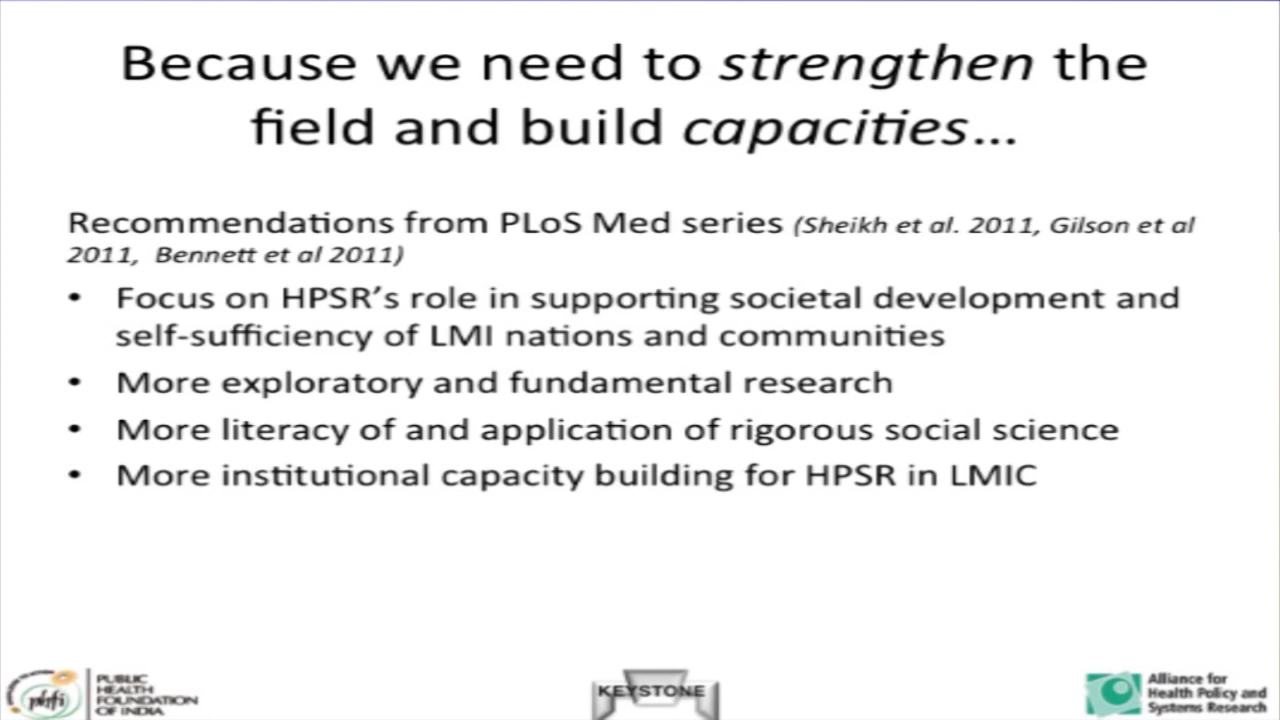 Because we need to strengthen the
field and build capacities...
Recommendations from PLoS Med series (Sheikh et al. 2011, Gilson et al
2011, Bennett et al 2011)
• Focus on HPSR’s role in supporting societal development and
self-sufficiency of LMI nations and communities
• More exploratory and fundamental research
• More literacy of and application of rigorous social science
• More institutional capacity building for HPSR in LMIC
phfi
PUBLIC
HEALTH
FOUNDATION
OF INDIA
KEYSTONE
Alliance for
Health Policy and
Systems Research